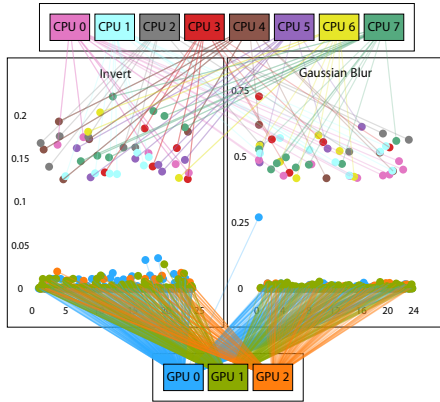 CPU 0 CPU 1 CPU 2 CPU 3 CPU 4 CPU 5 CPU 6 CPU 7
Invert
Gaussian Blur
0.2
0.15
0.1
0.05
0
0.75
0.5
0.25
0
0 5 25
0 16 20 24
GPU 0 GPU 1 GPU 2